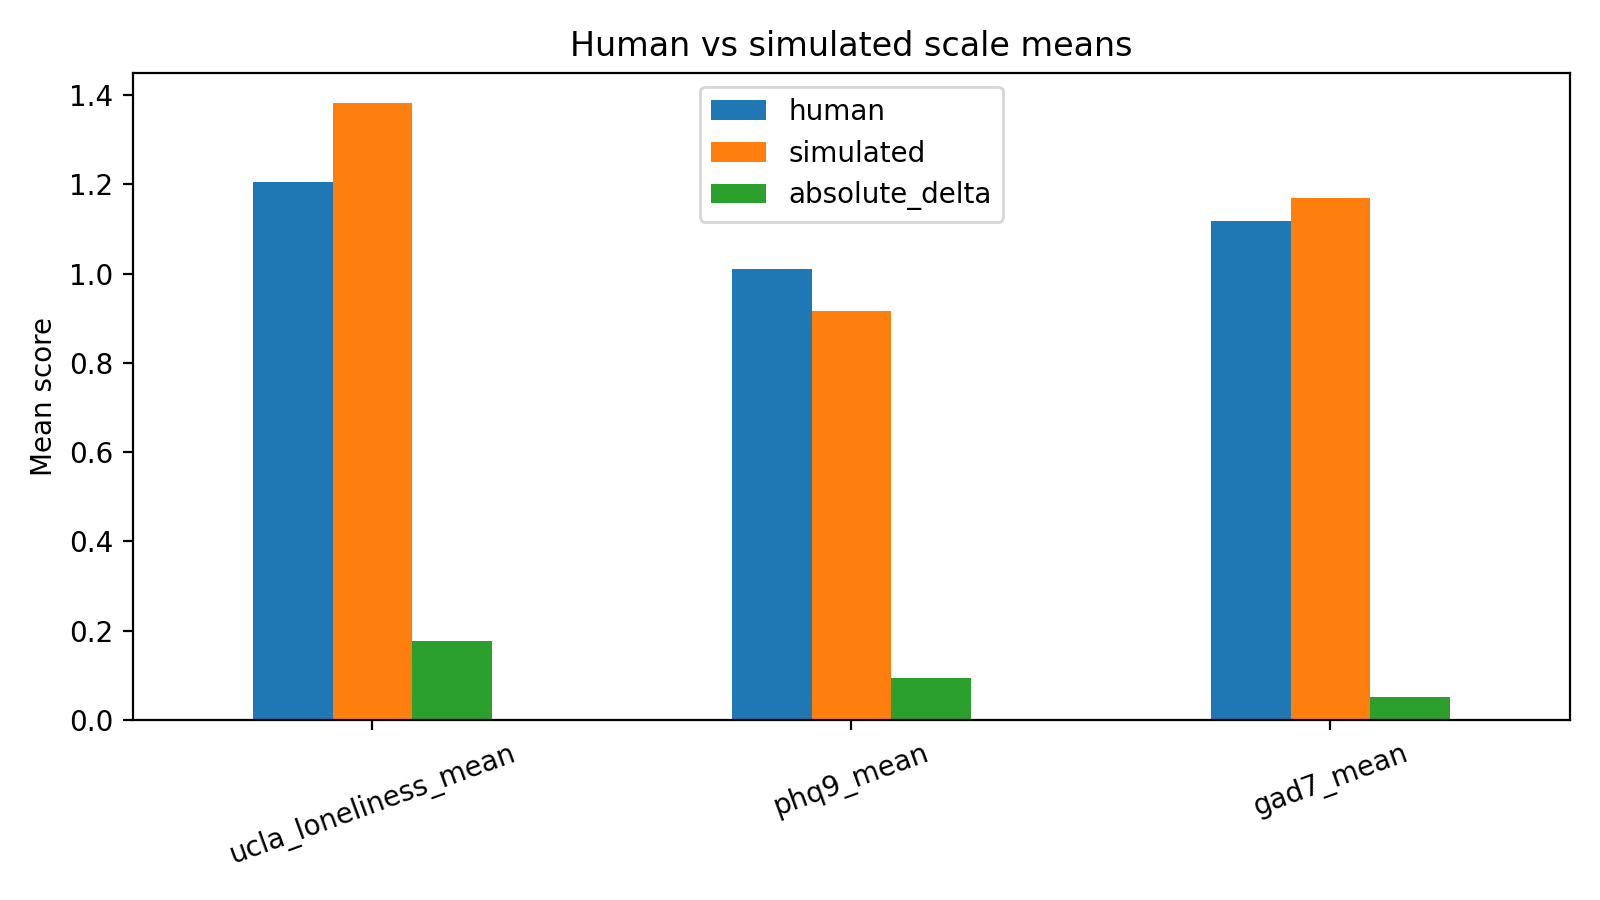 Human vs simulated scale means
human
simulated
absolute_delta
Mean score
1.4
1.2
1.0
0.8
0.6
0.4
0.2
0.0
ucla_loneliness_mean
phq9_mean
gad7_mean